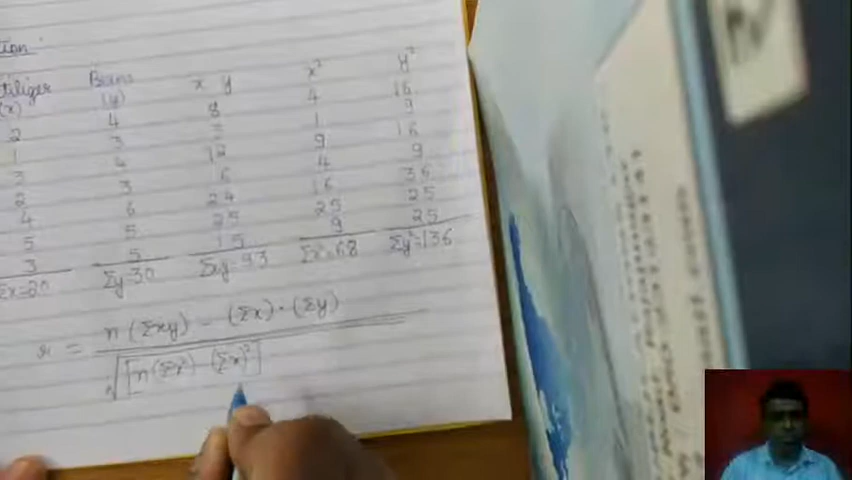 tion
tilizer Beans x y x² y²
(x) (y)
2 4 8 4 16
1 3 3 1 9
3 4 12 9 16
2 3 6 4 9
4 6 24 16 36
5 5 25 25 25
3 5 15 9 25
Σx=20 Σy=30 Σxy=93 Σx²=68 Σy²=136
r = n(Σxy) - (Σx)·(Σy)
√[n(Σx²) - (Σx)²]